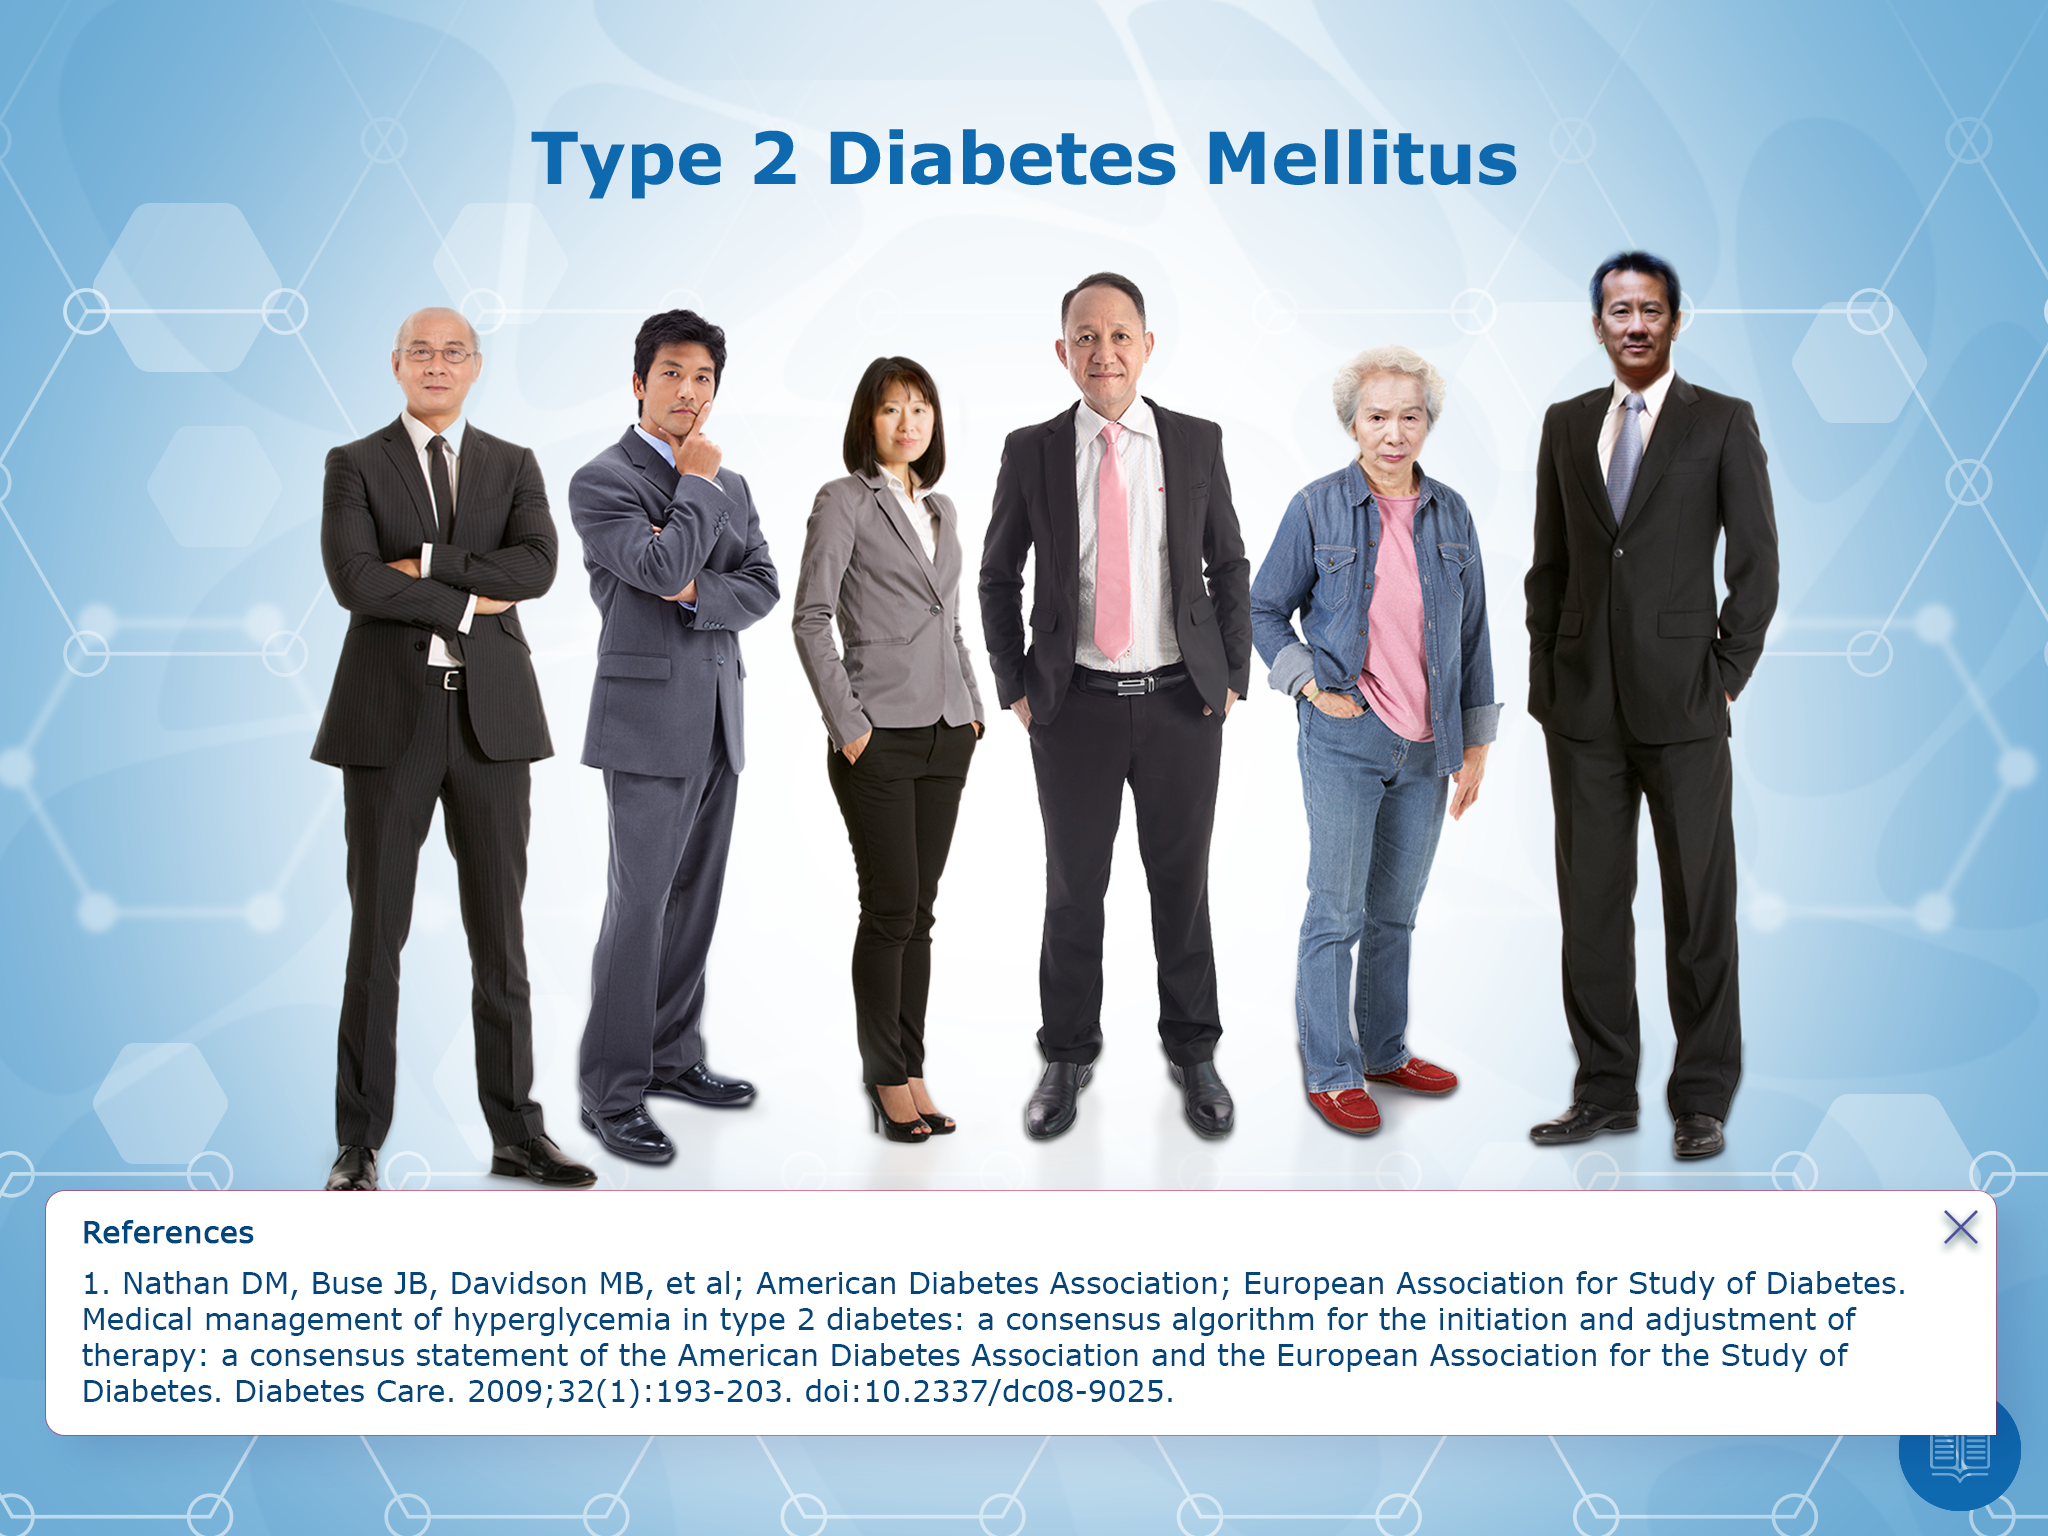 Type 2 Diabetes Mellitus
References
1. Nathan DM, Buse JB, Davidson MB, et al; American Diabetes Association; European Association for Study of Diabetes.
Medical management of hyperglycemia in type 2 diabetes: a consensus algorithm for the initiation and adjustment of
therapy: a consensus statement of the American Diabetes Association and the European Association for the Study of
Diabetes. Diabetes Care. 2009;32(1):193-203. doi:10.2337/dc08-9025.